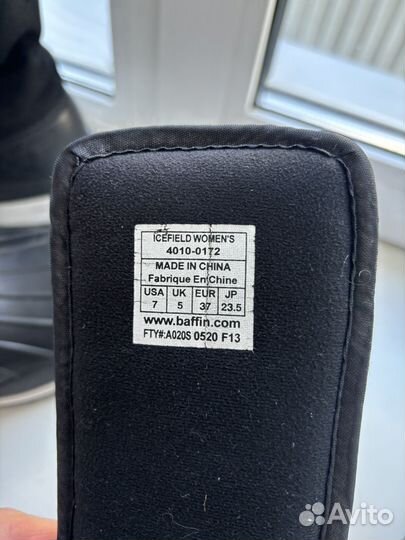 ICEFIELD WOMEN'S
4010-0172
MADE IN CHINA
Fabrique En Chine
USA UK EUR JP
7 5 37 23.5
www.baffin.com
FTY#:A020S 0520 F13
Avito